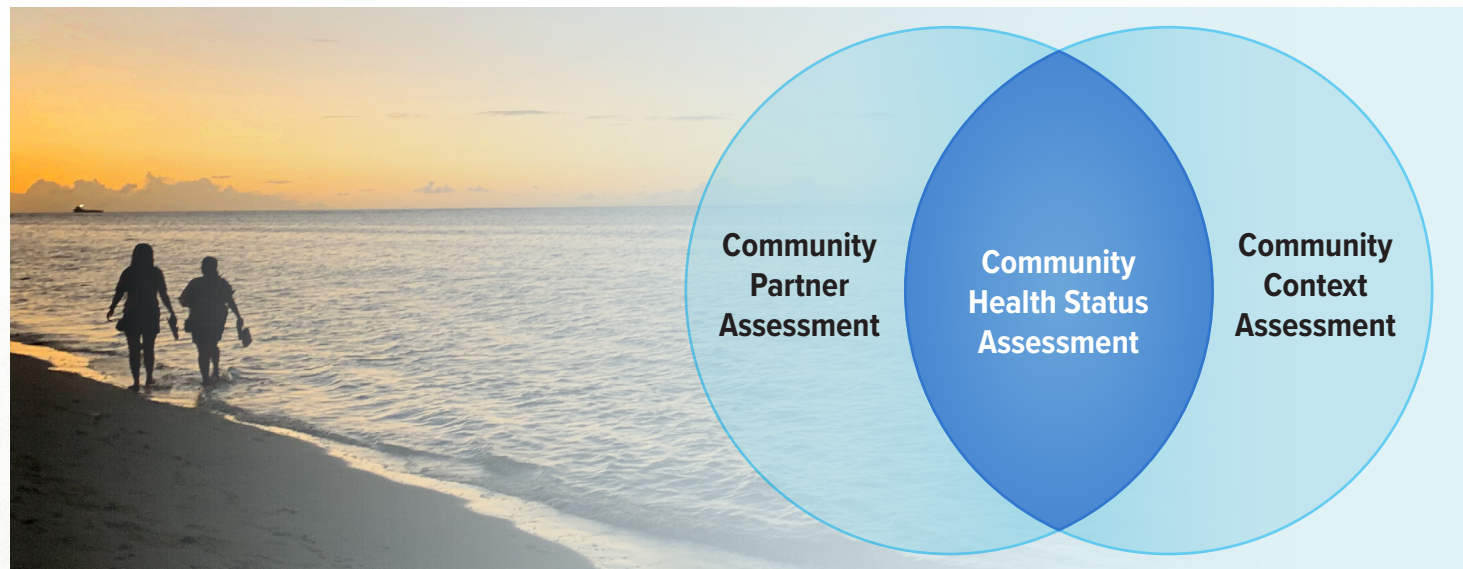 Community
Partner
Assessment
Community
Health Status
Assessment
Community
Context
Assessment